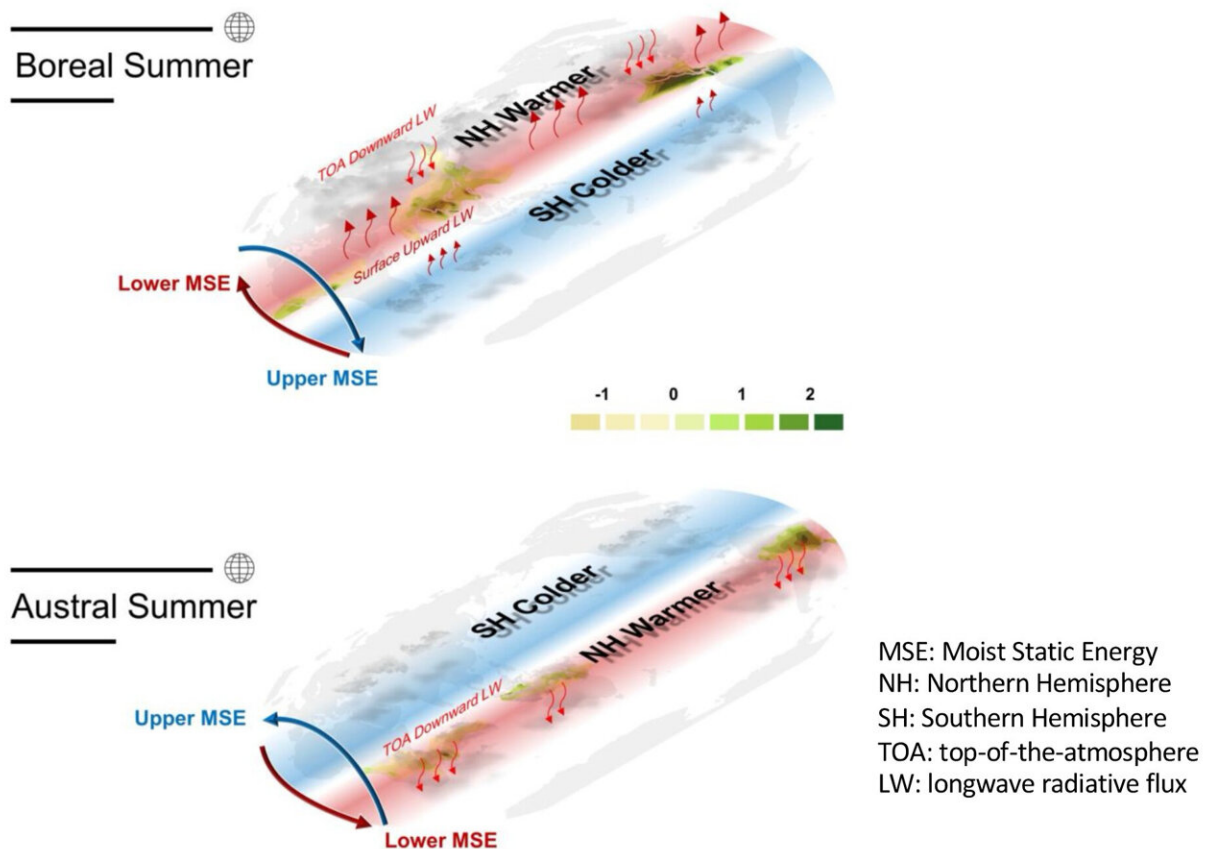 Boreal Summer
TOA Downward LW
NH Warmer
SH Colder
Surface Upward LW
Lower MSE
Upper MSE
-1 0 1 2
Austral Summer
SH Colder
NH Warmer
TOA Downward LW
Upper MSE
Lower MSE
MSE: Moist Static Energy
NH: Northern Hemisphere
SH: Southern Hemisphere
TOA: top-of-the-atmosphere
LW: longwave radiative flux